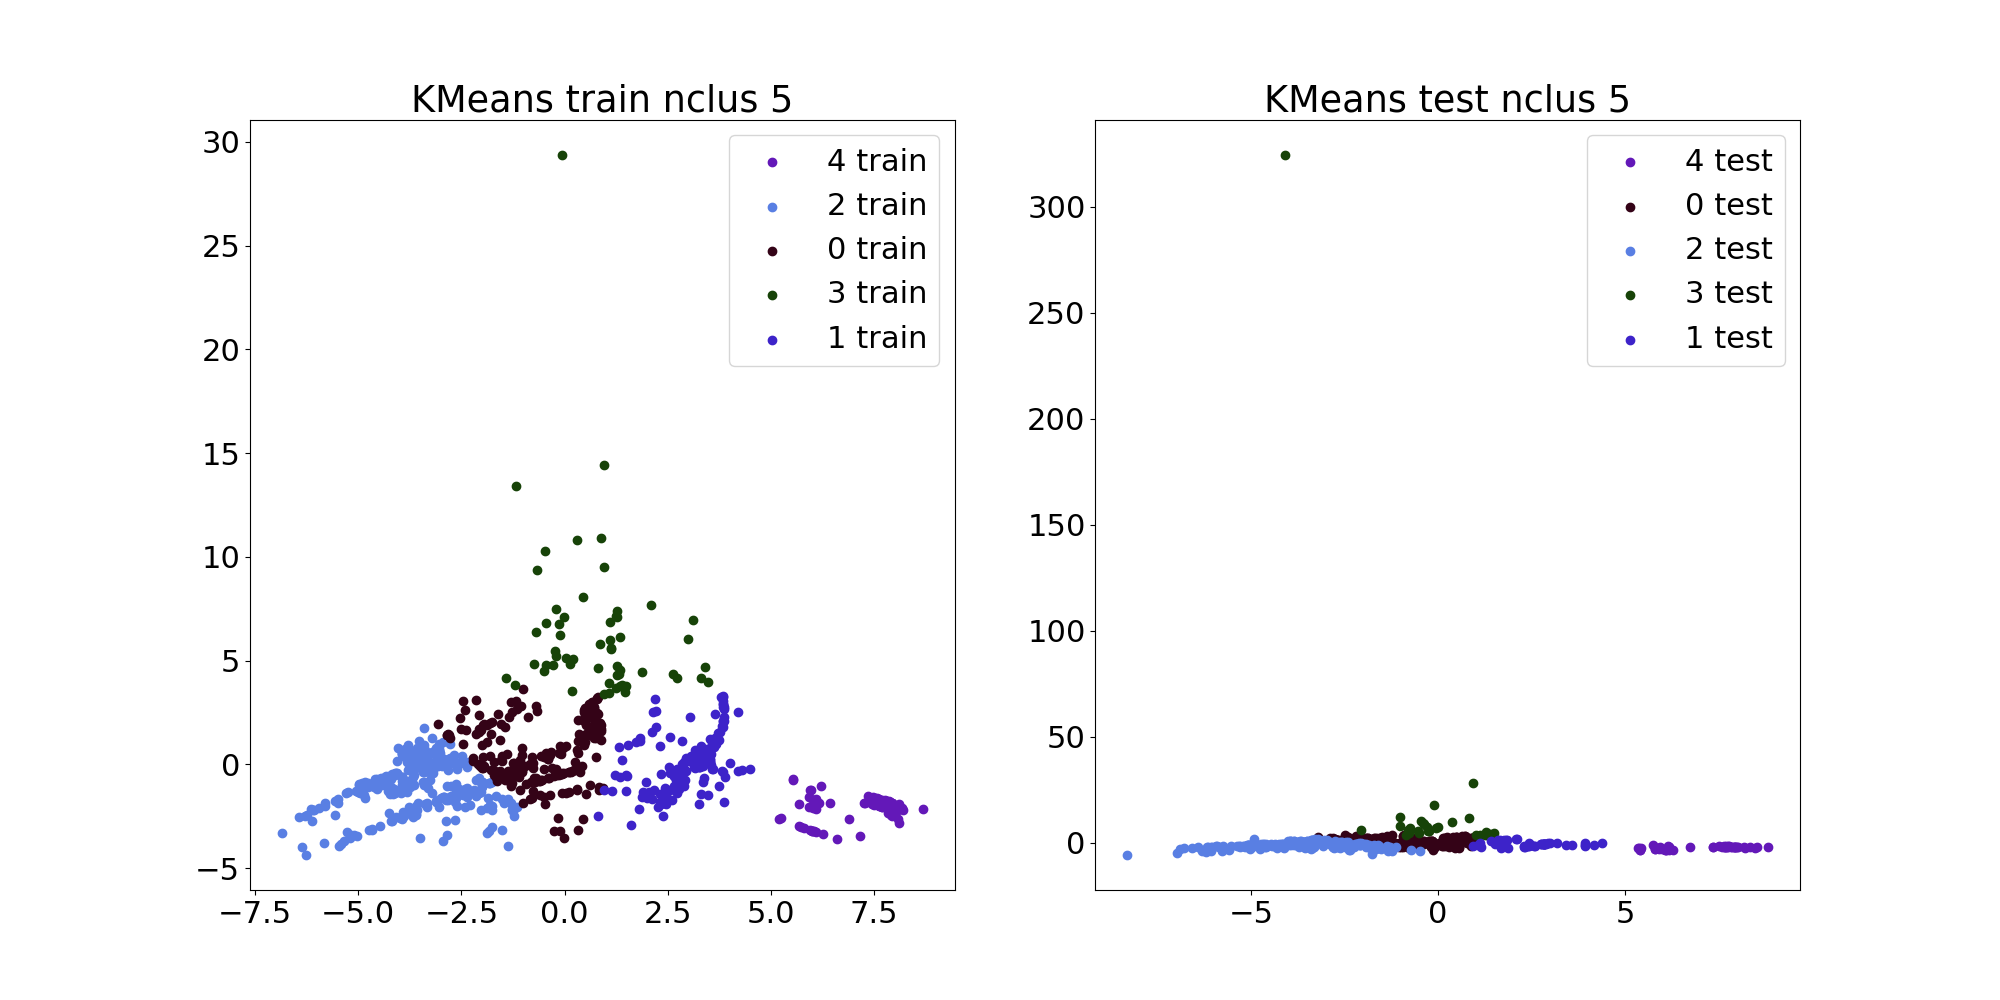 KMeans train nclus 5
30
25
20
15
10
5
0
−5
−7.5 −5.0 −2.5 0.0 2.5 5.0 7.5
4 train
2 train
0 train
3 train
1 train
KMeans test nclus 5
300
250
200
150
100
50
0
−5 0 5
4 test
0 test
2 test
3 test
1 test